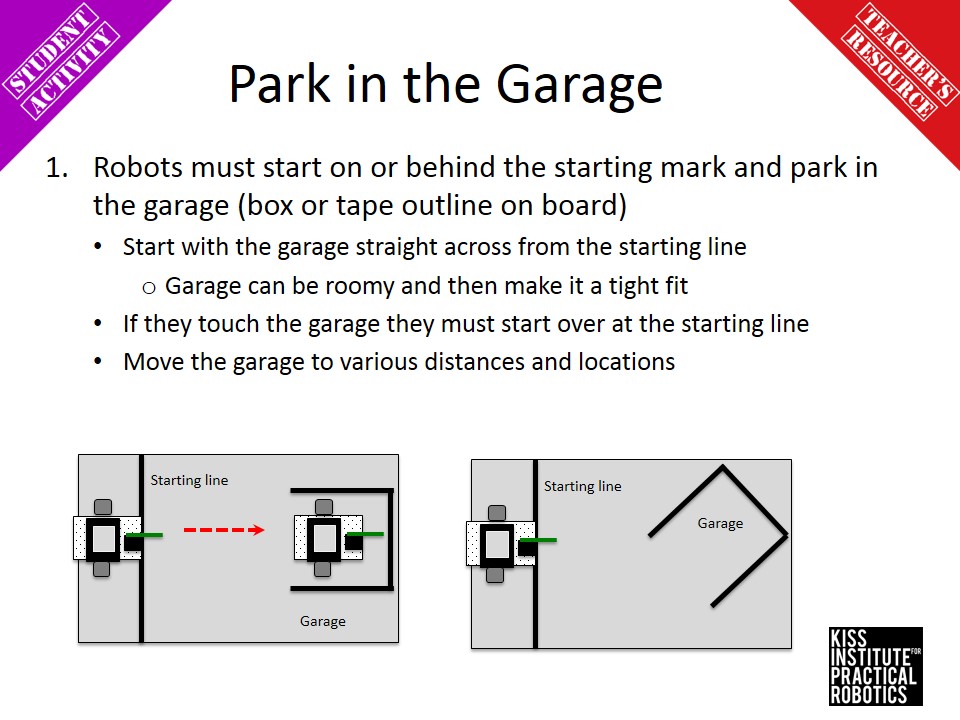 STUDENT
ACTIVITY
TEACHER'S
RESOURCE
Park in the Garage
1. Robots must start on or behind the starting mark and park in
the garage (box or tape outline on board)
• Start with the garage straight across from the starting line
o Garage can be roomy and then make it a tight fit
• If they touch the garage they must start over at the starting line
• Move the garage to various distances and locations
Starting line
Garage
Starting line
Garage
KISS
INSTITUTE FOR
PRACTICAL
ROBOTICS